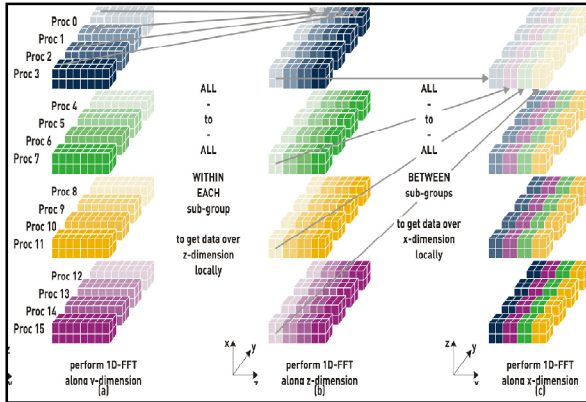 Proc 0
Proc 1
Proc 2
Proc 3
Proc 4
Proc 5
Proc 6
Proc 7
Proc 8
Proc 9
Proc 10
Proc 11
Proc 12
Proc 13
Proc 14
Proc 15
ALL
-
to
-
ALL
WITHIN
EACH
sub-group
to get data over
z-dimension
locally
ALL
-
to
-
ALL
BETWEEN
sub-groups
to get data over
x-dimension
locally
perform 1D-FFT
along y-dimension
(a)
x
y
z
perform 1D-FFT
along z-dimension
(b)
z
y
x
perform 1D-FFT
along x-dimension
(c)